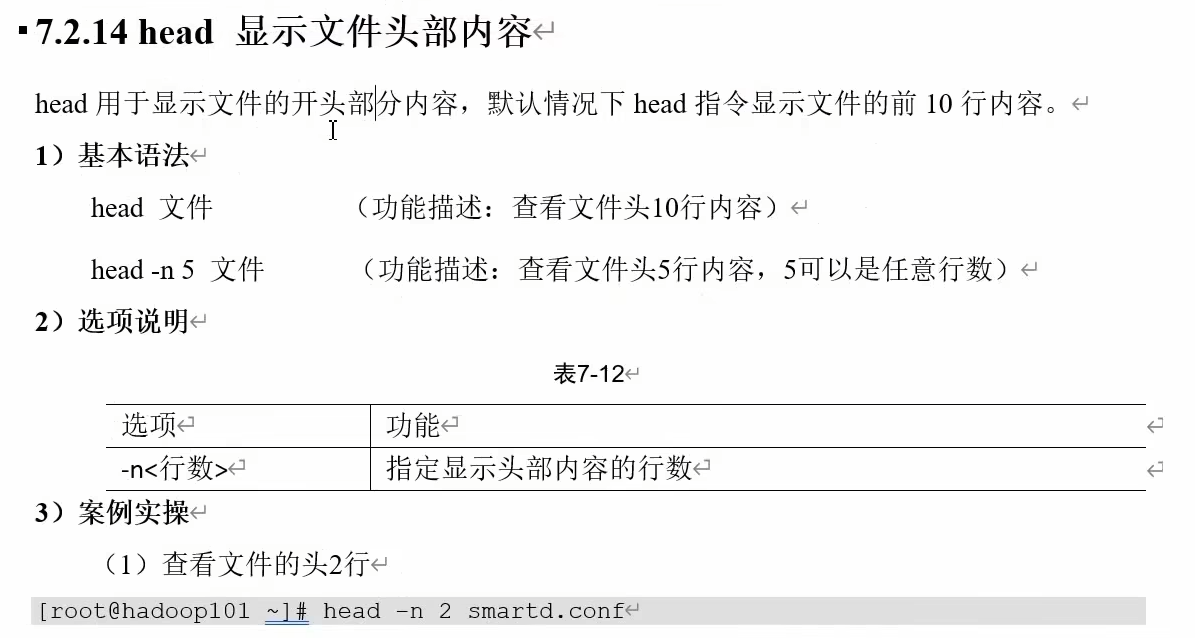 7.2.14 head 显示文件头部内容
head 用于显示文件的开头部分内容，默认情况下 head 指令显示文件的前 10 行内容。
1）基本语法
head 文件 （功能描述：查看文件头10行内容）
head -n 5 文件 （功能描述：查看文件头5行内容，5可以是任意行数）
2）选项说明
表7-12
选项 功能
-n<行数> 指定显示头部内容的行数
3）案例实操
（1）查看文件的头2行
[root@hadoop101 ~]# head -n 2 smartd.conf